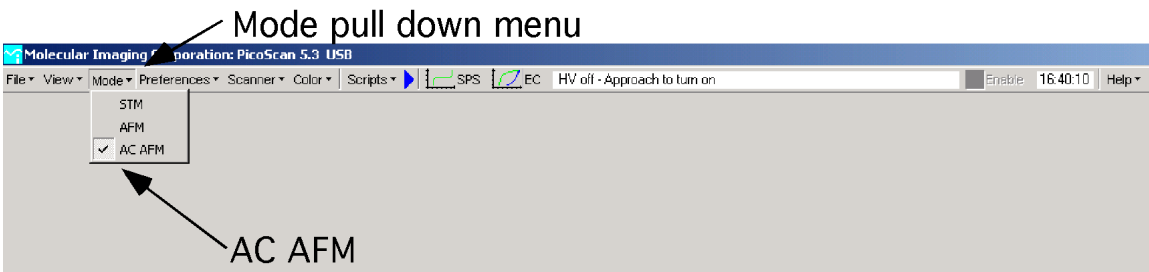 Mode pull down menu
Molecular Imaging Corporation: PicoScan 5.3 USB
File View Mode Preferences Scanner Color Scripts SPS EC HV off - Approach to turn on Enable 16:40:10 Help
STM
AFM
AC AFM
AC AFM